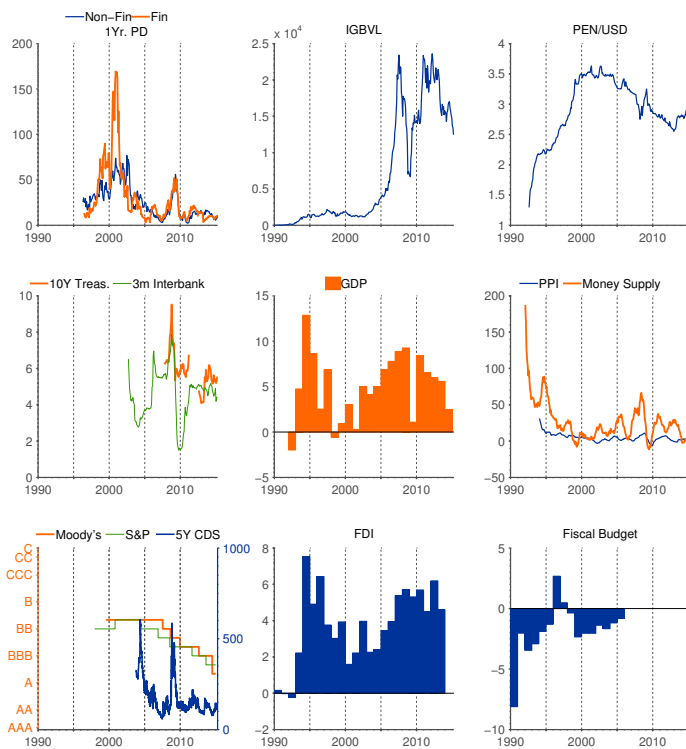 Non-Fin Fin
1Yr. PD
200
150
100
50
0
1990 2000 2010
IGBVL
2.5 x 10⁴
2
1.5
1
0.5
0
1990 2000 2010
PEN/USD
4
3.5
3
2.5
2
1.5
1
1990 2000 2010
10Y Treas. 3m Interbank
10
8
6
4
2
0
1990 2000 2010
GDP
15
10
5
0
−5
1990 2000 2010
PPI Money Supply
200
150
100
50
0
−50
1990 2000 2010
Moody's S&P 5Y CDS
C
CC
CCC
B
BB
BBB
A
AA
AAA
1000
500
0
1990 2000 2010
FDI
8
6
4
2
0
−2
1990 2000 2010
Fiscal Budget
5
0
−5
−10
1990 2000 2010